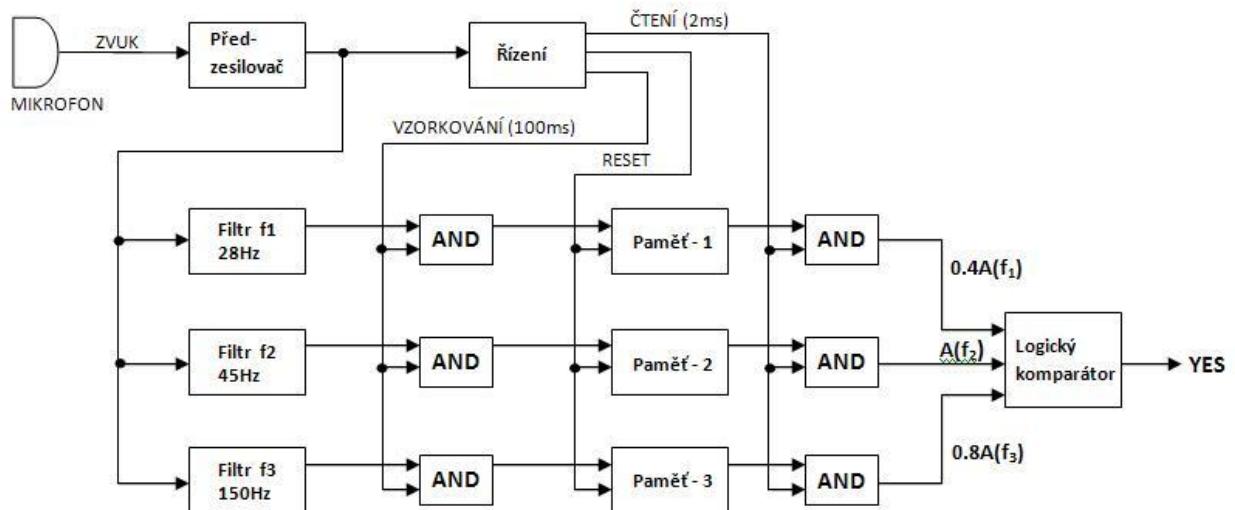 ZVUK
Před-
zesilovač
Řízení
ČTENÍ (2ms)
MIKROFON
VZORKOVÁNÍ (100ms)
RESET
Filtr f1
28Hz
AND
Paměť - 1
AND
0.4A(f₁)
Filtr f2
45Hz
AND
Paměť - 2
AND
A(f₂)
Logický
komparátor
YES
Filtr f3
150Hz
AND
Paměť - 3
AND
0.8A(f₃)